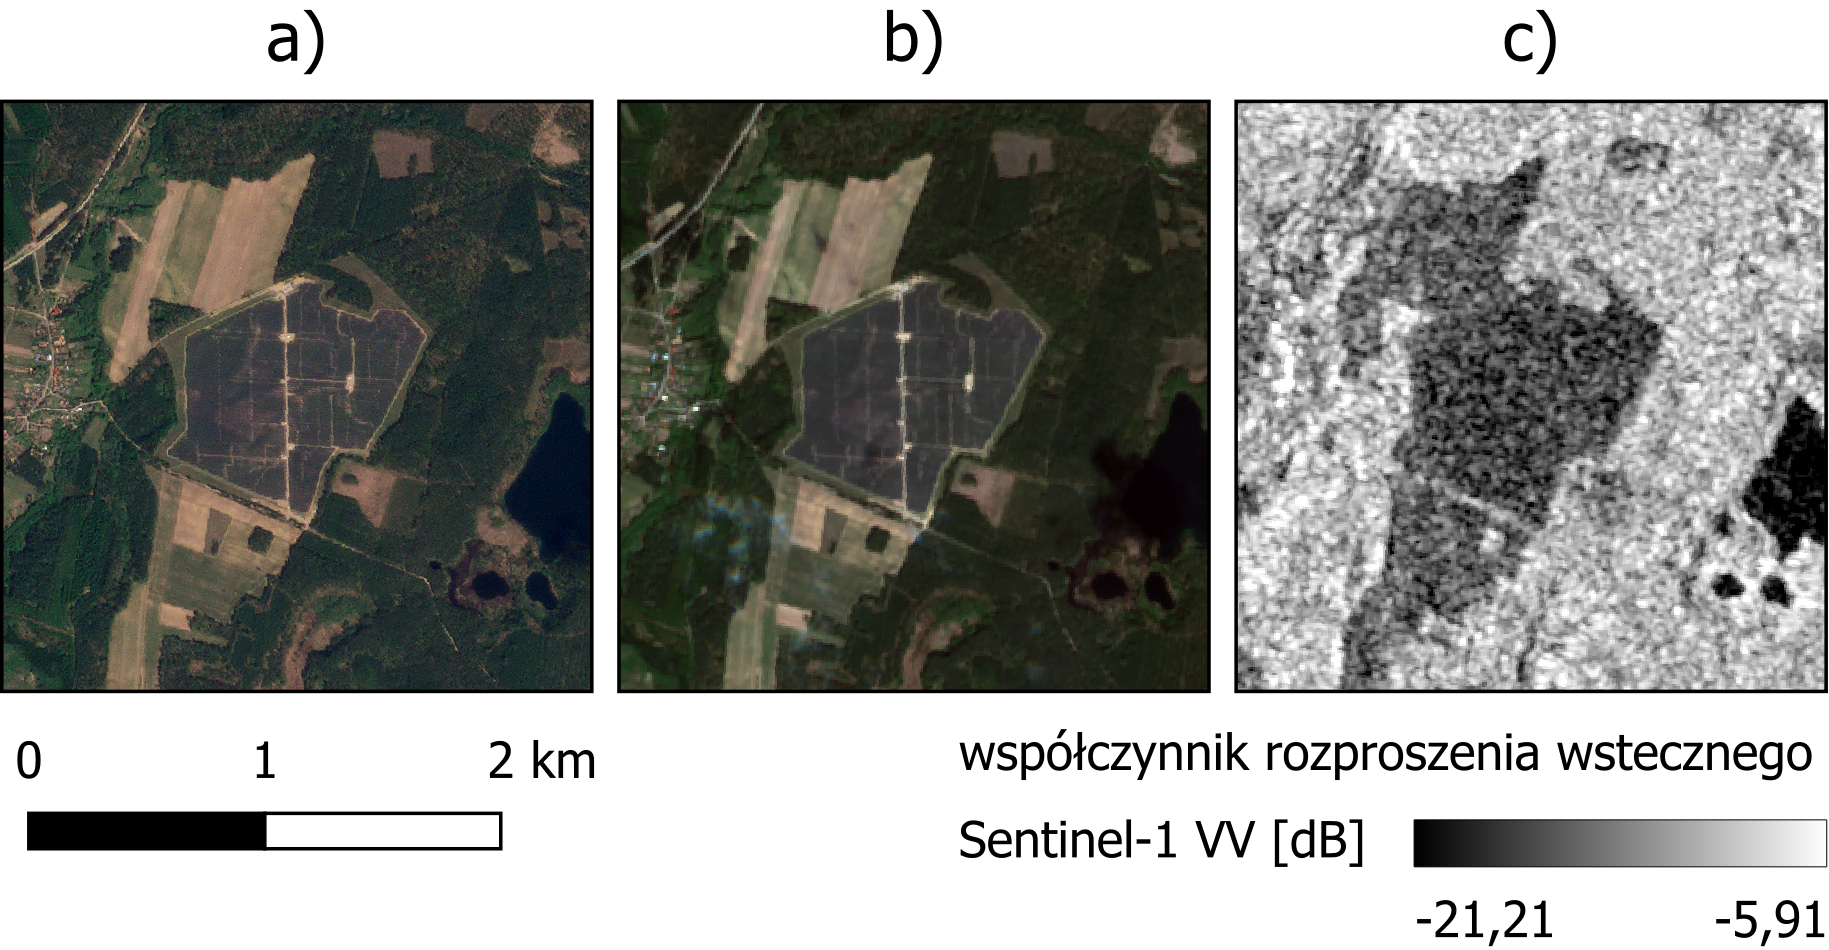 a)
b)
c)
0 1 2 km
współczynnik rozproszenia wstecznego
Sentinel-1 VV [dB]
-21,21 -5,91